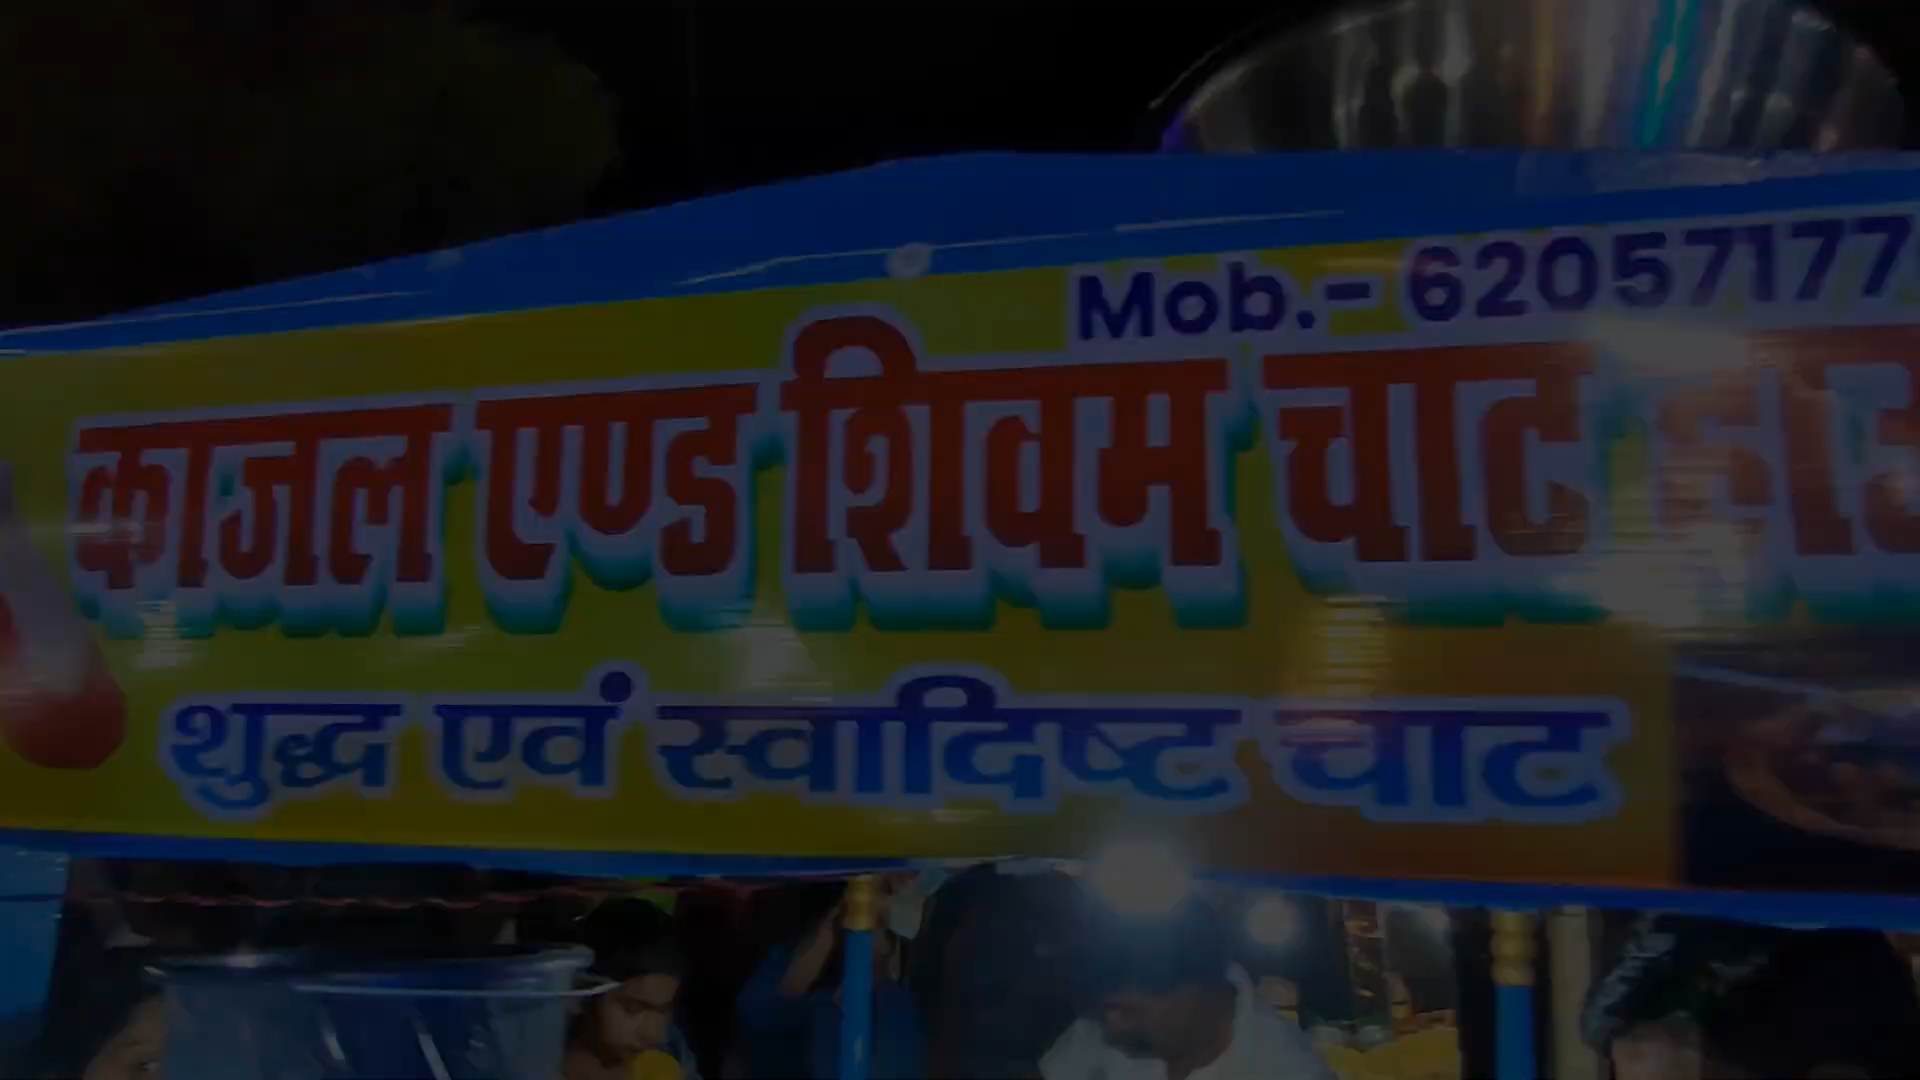 Mob.- 62057177
काजल एण्ड शिवम चाट
शुद्ध एवं स्वादिष्ट चाट